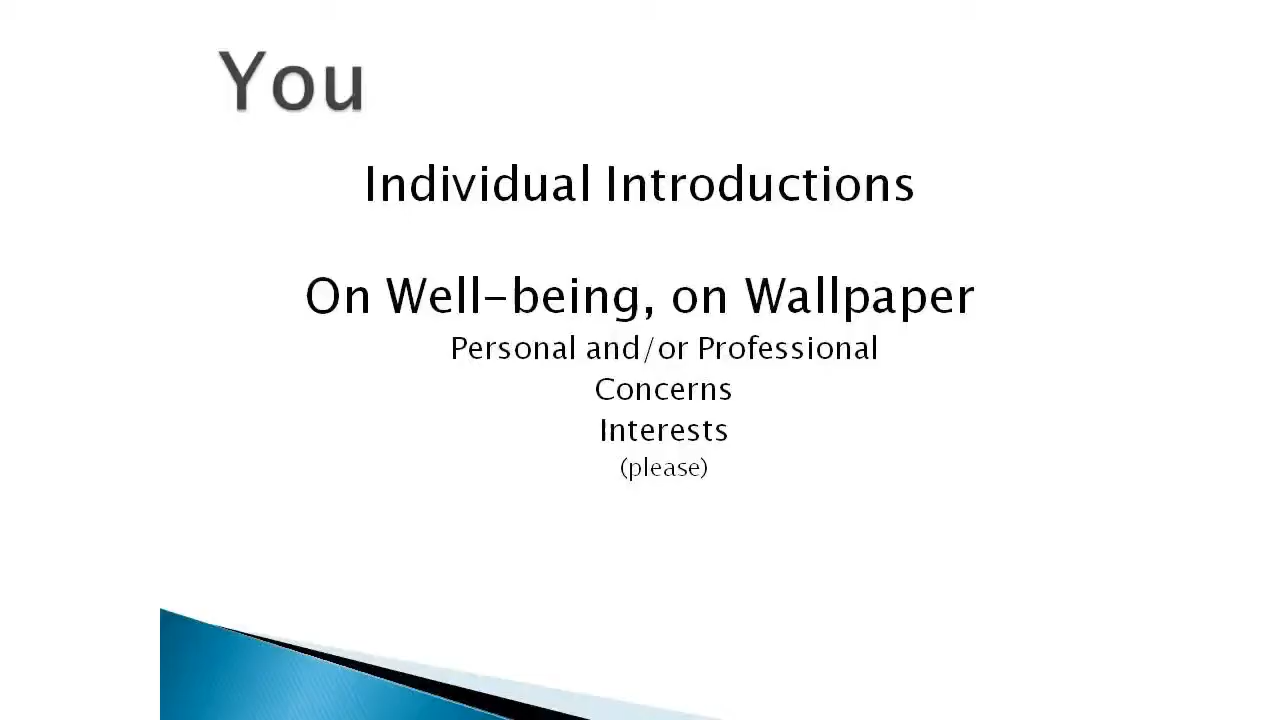 You
Individual Introductions
On Well-being, on Wallpaper
Personal and/or Professional
Concerns
Interests
(please)